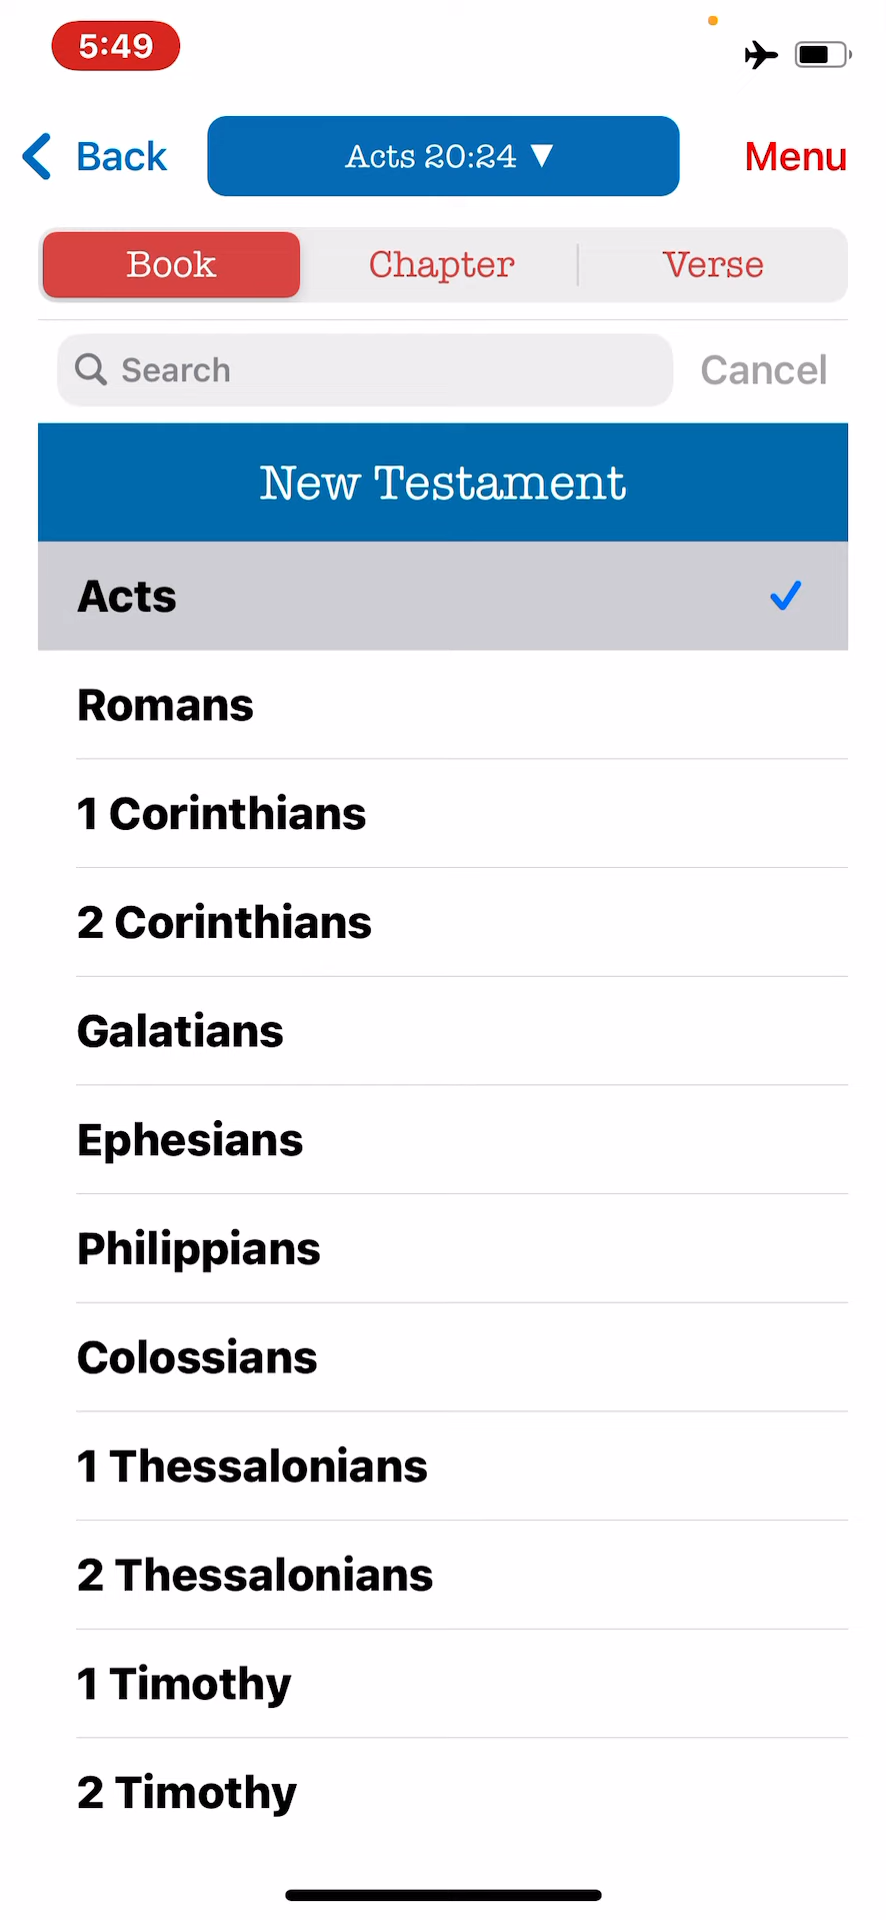 5:49
Back
Acts 20:24 ▼
Menu
Book
Chapter
Verse
Search
Cancel
New Testament
Acts
Romans
1 Corinthians
2 Corinthians
Galatians
Ephesians
Philippians
Colossians
1 Thessalonians
2 Thessalonians
1 Timothy
2 Timothy